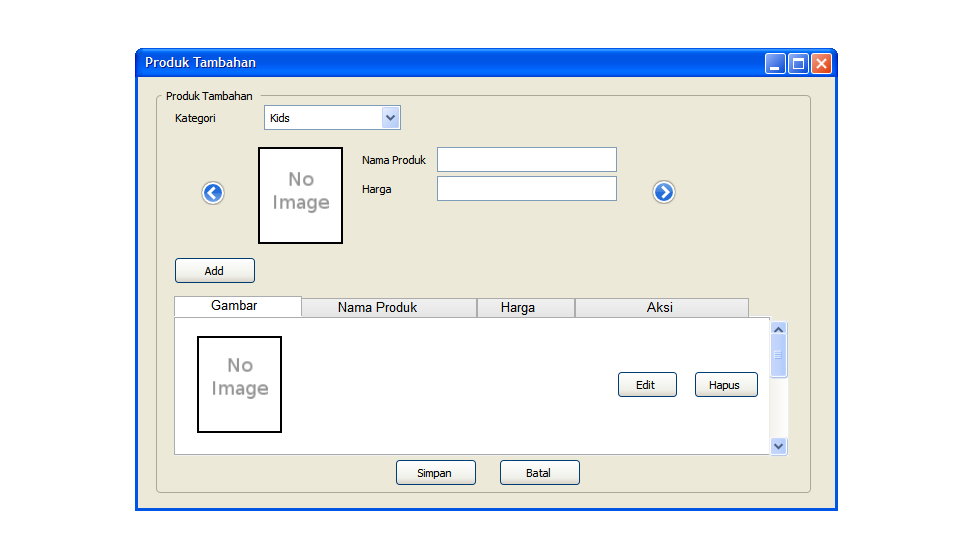 Produk Tambahan
Produk Tambahan
Kategori Kids
No Image
Nama Produk
Harga
Add
Gambar Nama Produk Harga Aksi
No Image
Edit Hapus
Simpan Batal